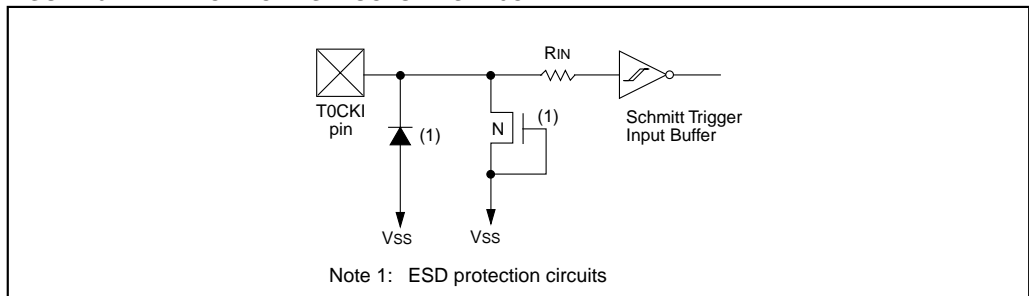 RIN
T0CKI
pin
(1)
N
(1)
Schmitt Trigger
Input Buffer
VSS
VSS
Note 1: ESD protection circuits